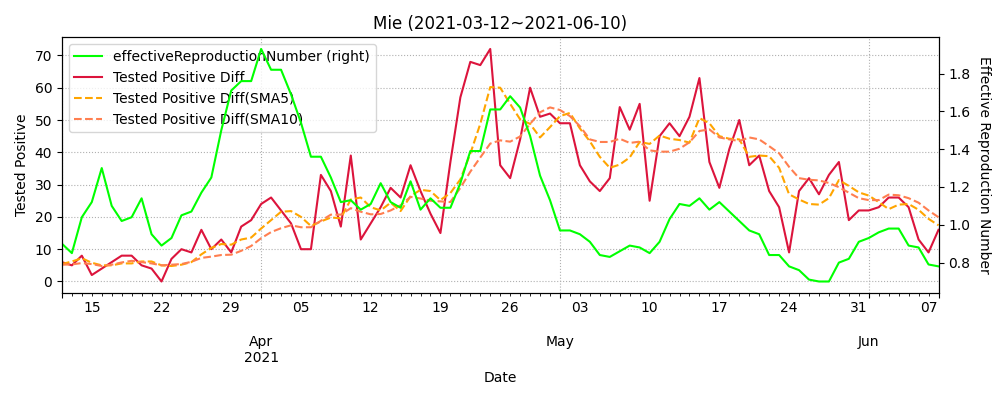 Mie (2021-03-12~2021-06-10)
effectiveReproductionNumber (right)
Tested Positive Diff
Tested Positive Diff(SMA5)
Tested Positive Diff(SMA10)
Tested Positive
70
60
50
40
30
20
10
0
1.8
1.6
1.4
1.2
1.0
0.8
Effective Reproduction Number
15 22 29 05 12 19 26 03 10 17 24 31 07
Apr May Jun
2021
Date